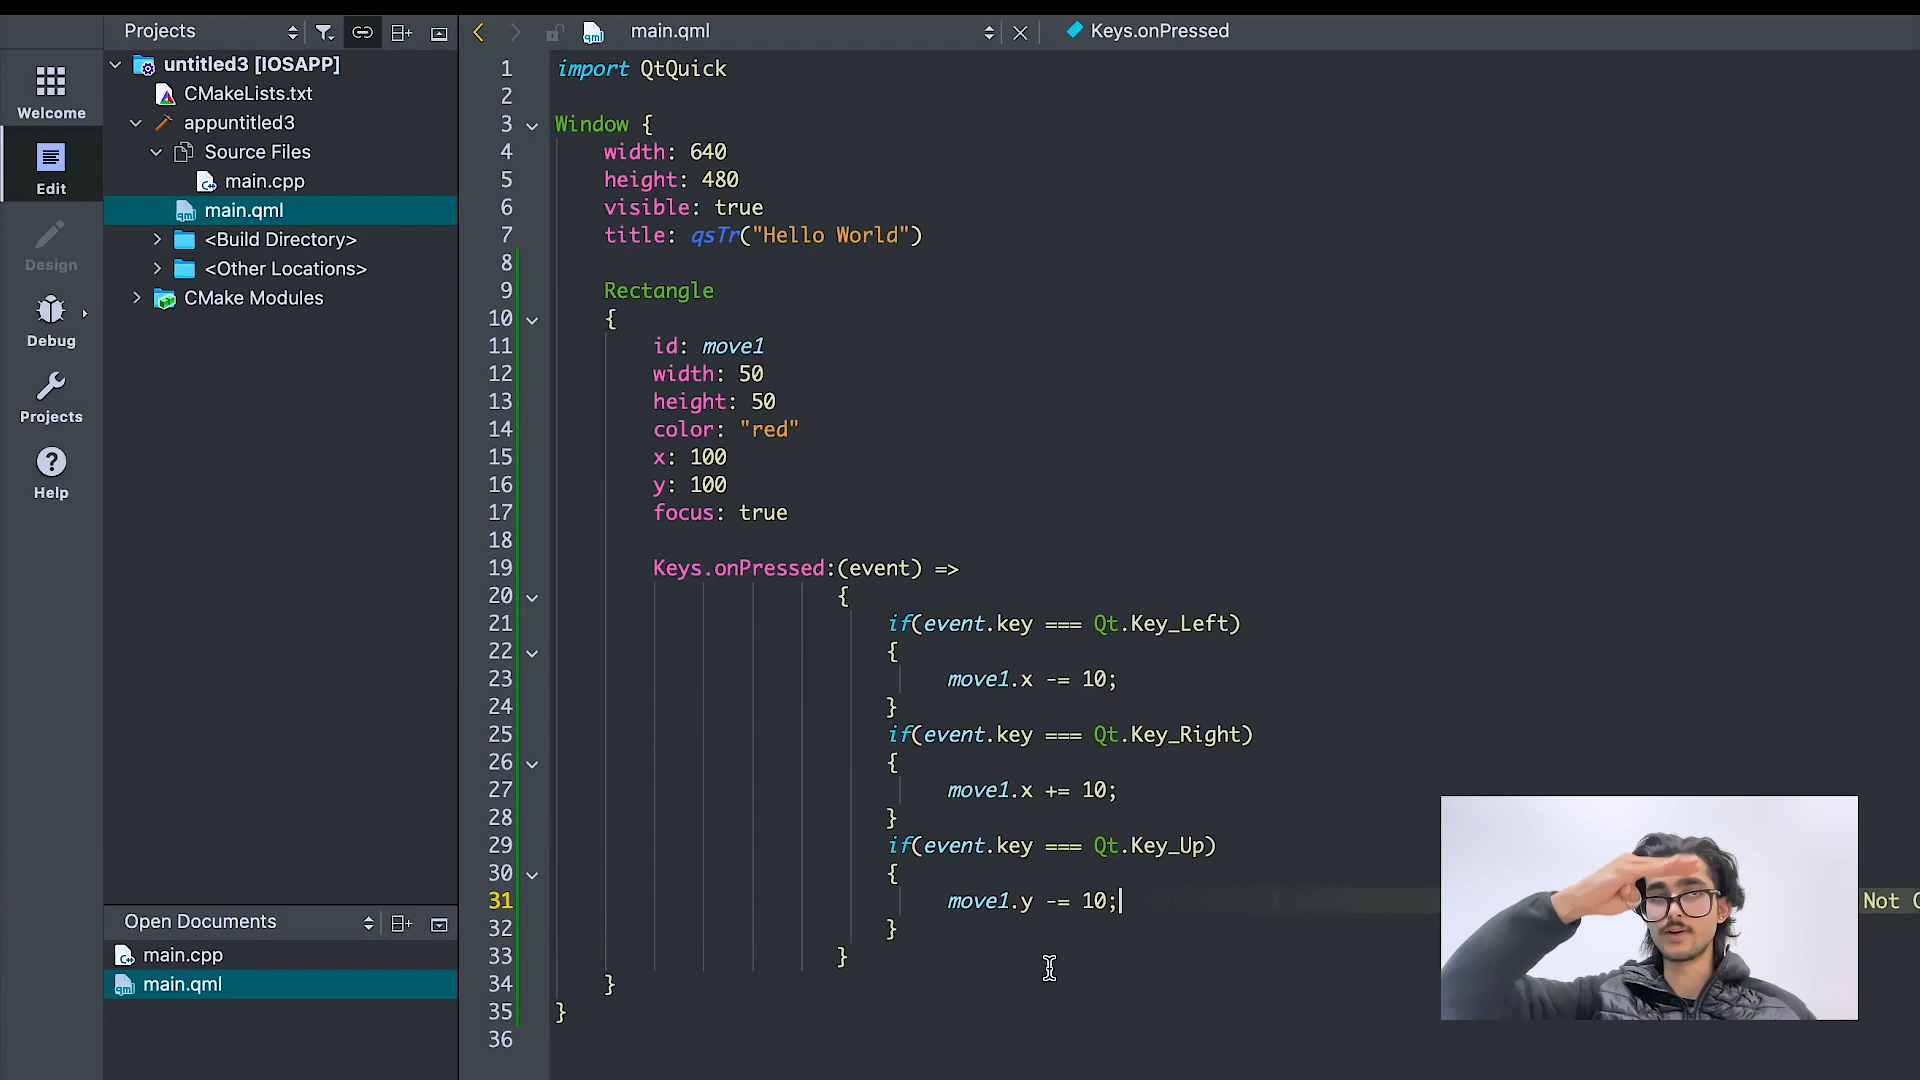 Projects
main.qml
Keys.onPressed
Welcome
Edit
Design
Debug
Projects
Help
untitled3 [IOSAPP]
CMakeLists.txt
appuntitled3
Source Files
main.cpp
main.qml
<Build Directory>
<Other Locations>
CMake Modules
Open Documents
main.cpp
main.qml
1 import QtQuick
2
3 Window {
4 width: 640
5 height: 480
6 visible: true
7 title: qsTr("Hello World")
8
9 Rectangle
10 {
11 id: move1
12 width: 50
13 height: 50
14 color: "red"
15 x: 100
16 y: 100
17 focus: true
18
19 Keys.onPressed:(event) =>
20 {
21 if(event.key === Qt.Key_Left)
22 {
23 move1.x -= 10;
24 }
25 if(event.key === Qt.Key_Right)
26 {
27 move1.x += 10;
28 }
29 if(event.key === Qt.Key_Up)
30 {
31 move1.y -= 10;
32 }
33 }
34 }
35 }
36
Not